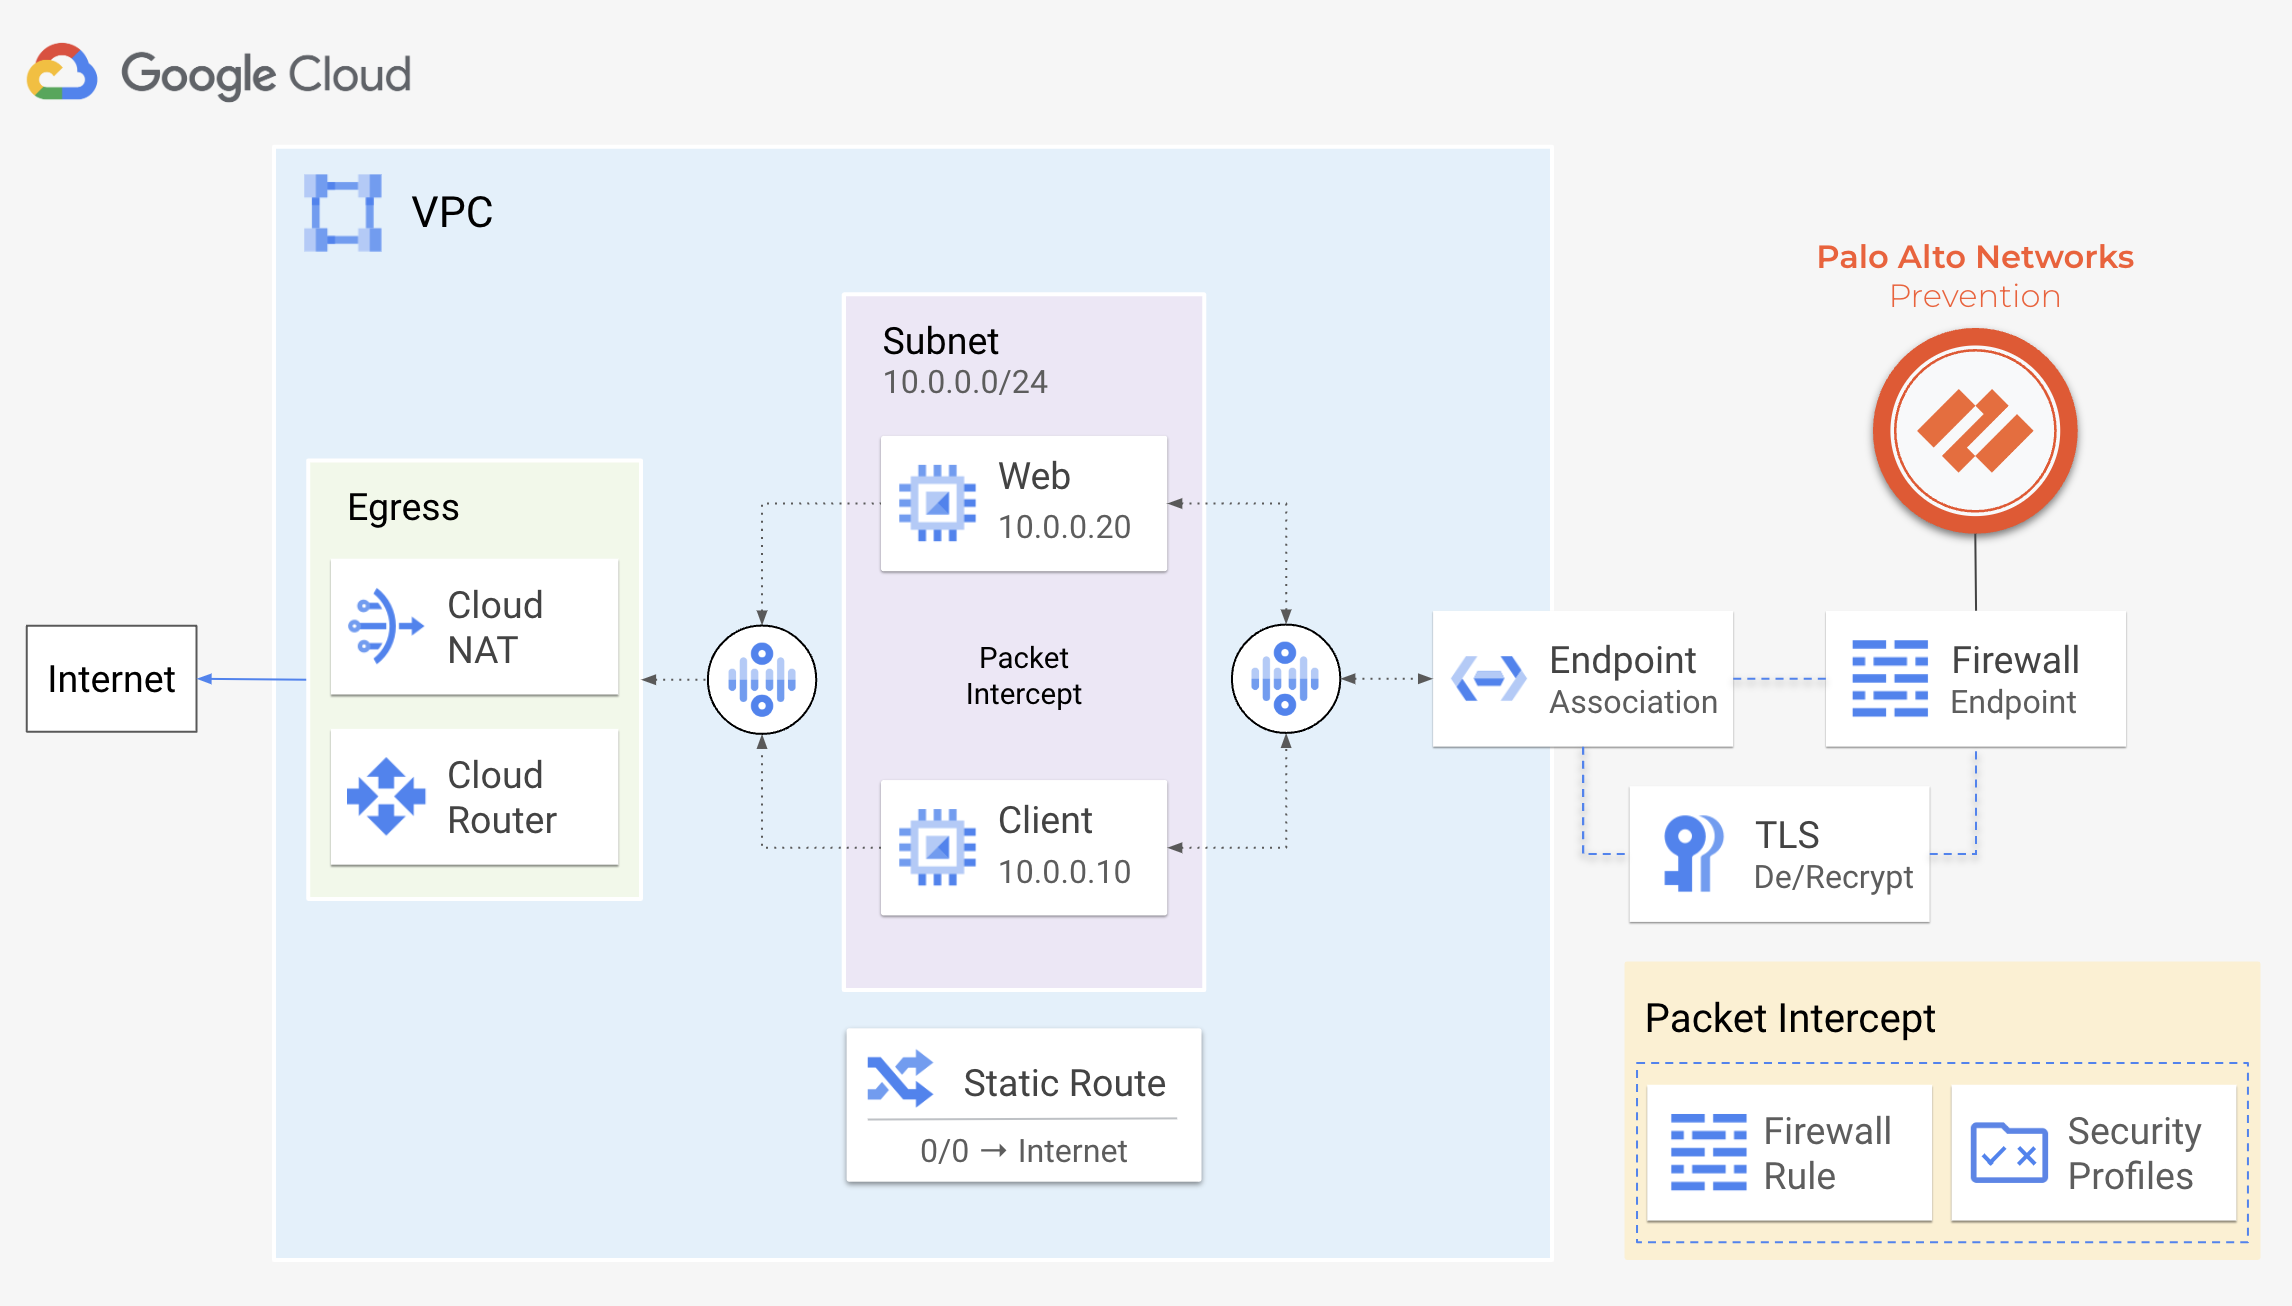 Google Cloud
VPC
Palo Alto Networks
Prevention
Subnet
10.0.0.0/24
Web
10.0.0.20
Egress
Cloud
NAT
Internet
Packet
Intercept
Endpoint
Association
Firewall
Endpoint
Cloud
Router
Client
10.0.0.10
TLS
De/Recrypt
Static Route
0/0 → Internet
Packet Intercept
Firewall
Rule
Security
Profiles